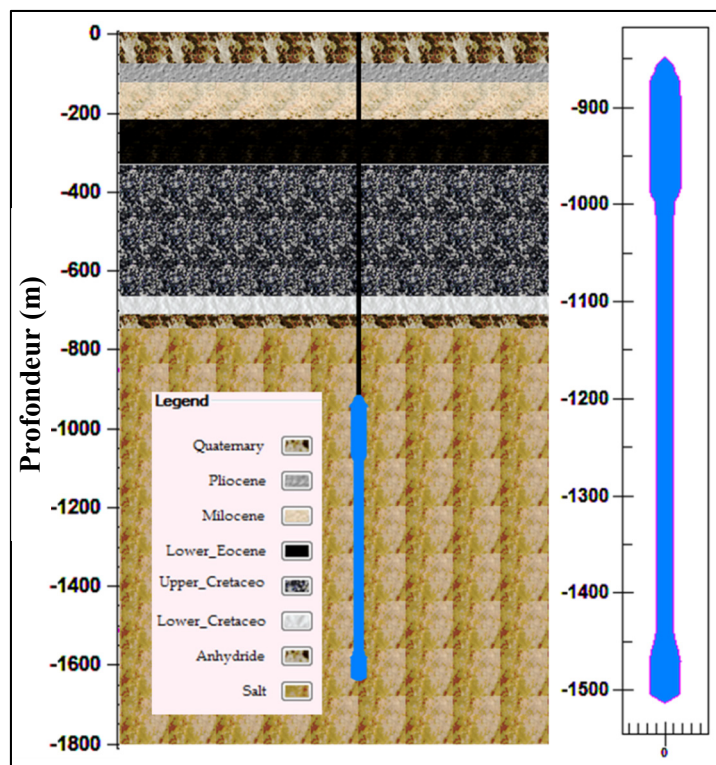 Profondeur (m)
0
-200
-400
-600
-800
-1000
-1200
-1400
-1600
-1800
Legend
Quaternary
Pliocene
Milocene
Lower_Eocene
Upper_Cretaceo
Lower_Cretaceo
Anhydride
Salt
-900
-1000
-1100
-1200
-1300
-1400
-1500
0